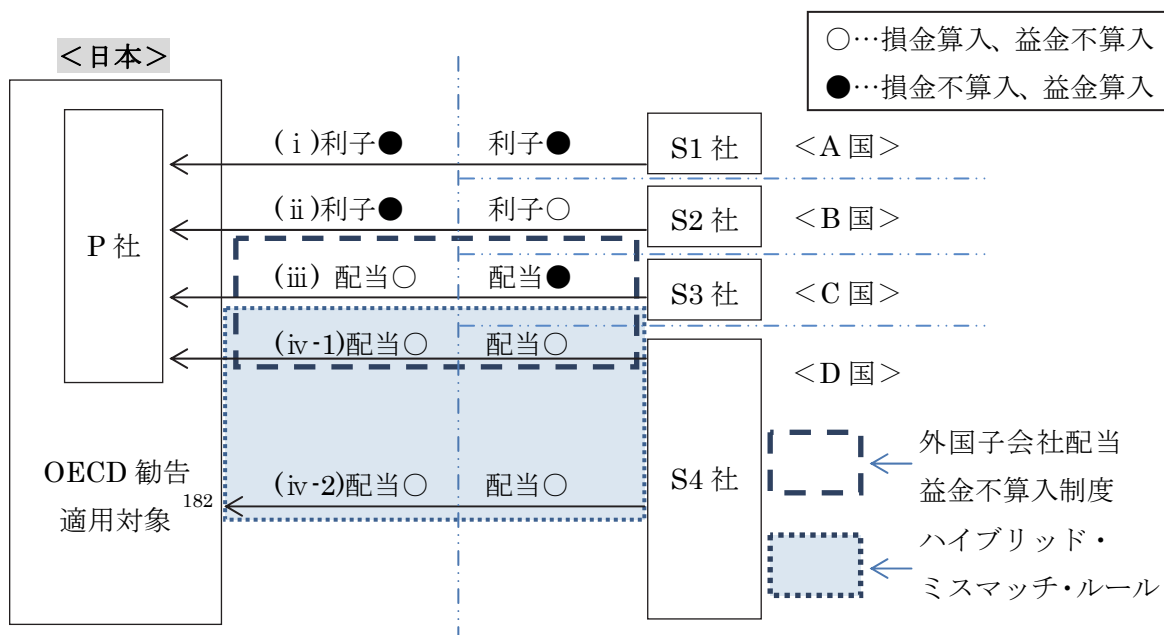 ○…損金算入、益金不算入
●…損金不算入、益金算入
＜日本＞
P 社
(ⅰ)利子● 利子● S1 社 ＜A 国＞
(ⅱ)利子● 利子○ S2 社 ＜B 国＞
(ⅲ) 配当○ 配当● S3 社 ＜C 国＞
(ⅳ-1)配当○ 配当○
＜D 国＞
(ⅳ-2)配当○ 配当○ S4 社
OECD 勧告
適用対象182
外国子会社配当
益金不算入制度
ハイブリッド・
ミスマッチ・ルール